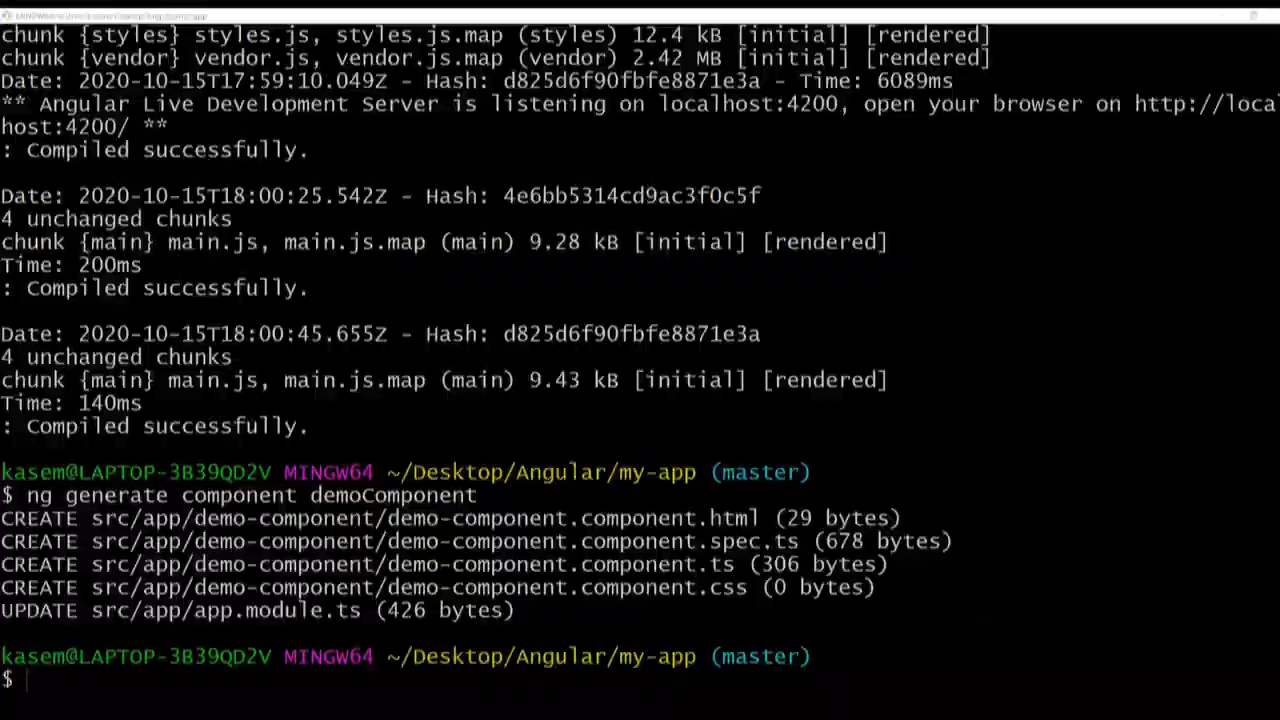 chunk {styles} styles.js, styles.js.map (styles) 12.4 kB [initial] [rendered]
chunk {vendor} vendor.js, vendor.js.map (vendor) 2.42 MB [initial] [rendered]
Date: 2020-10-15T17:59:10.049Z - Hash: d825d6f90fbfe8871e3a - Time: 6089ms
** Angular Live Development Server is listening on localhost:4200, open your browser on http://loca
host:4200/ **
: Compiled successfully.
Date: 2020-10-15T18:00:25.542Z - Hash: 4e6bb5314cd9ac3f0c5f
4 unchanged chunks
chunk {main} main.js, main.js.map (main) 9.28 kB [initial] [rendered]
Time: 200ms
: Compiled successfully.
Date: 2020-10-15T18:00:45.655Z - Hash: d825d6f90fbfe8871e3a
4 unchanged chunks
chunk {main} main.js, main.js.map (main) 9.43 kB [initial] [rendered]
Time: 140ms
: Compiled successfully.
kasem@LAPTOP-3B39QD2V MINGW64 ~/Desktop/Angular/my-app (master)
$ ng generate component demoComponent
CREATE src/app/demo-component/demo-component.component.html (29 bytes)
CREATE src/app/demo-component/demo-component.component.spec.ts (678 bytes)
CREATE src/app/demo-component/demo-component.component.ts (306 bytes)
CREATE src/app/demo-component/demo-component.component.css (0 bytes)
UPDATE src/app/app.module.ts (426 bytes)
kasem@LAPTOP-3B39QD2V MINGW64 ~/Desktop/Angular/my-app (master)
$